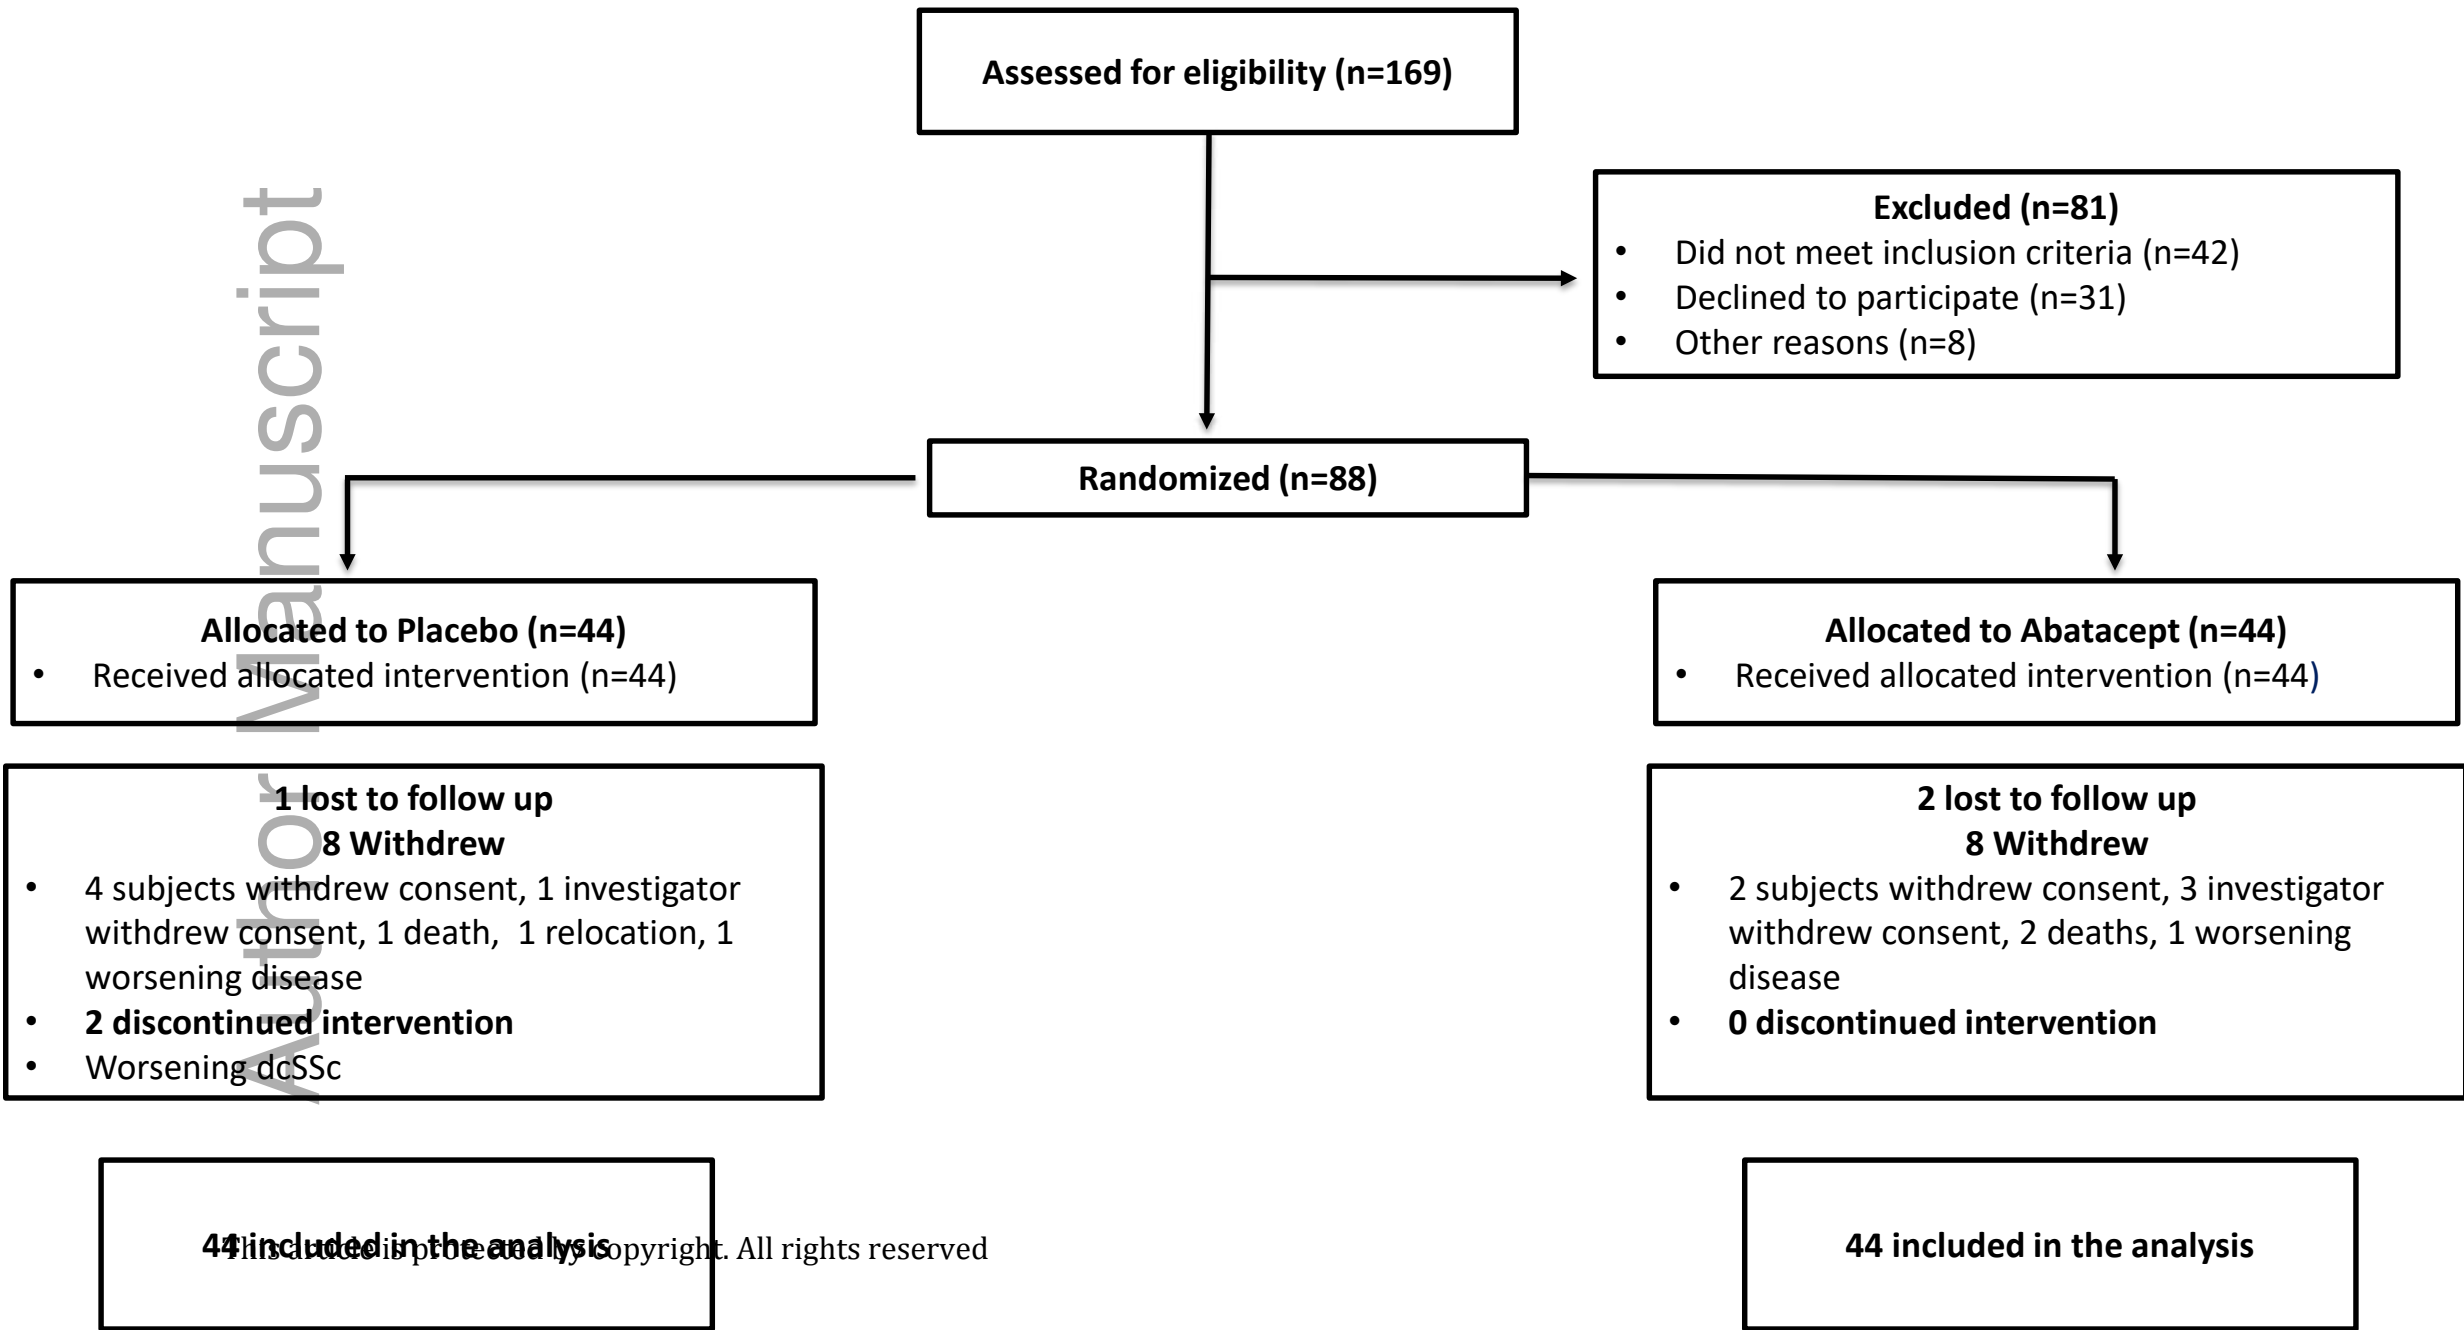 Assessed for eligibility (n=169)
Excluded (n=81)
• Did not meet inclusion criteria (n=42)
• Declined to participate (n=31)
• Other reasons (n=8)
Randomized (n=88)
Allocated to Placebo (n=44)
• Received allocated intervention (n=44)
Allocated to Abatacept (n=44)
• Received allocated intervention (n=44)
1 lost to follow up
8 Withdrew
• 4 subjects withdrew consent, 1 investigator
withdrew consent, 1 death, 1 relocation, 1
worsening disease
• 2 discontinued intervention
• Worsening dcSSc
2 lost to follow up
8 Withdrew
• 2 subjects withdrew consent, 3 investigator
withdrew consent, 2 deaths, 1 worsening
disease
• 0 discontinued intervention
44 included in the analysis
44 included in the analysis
This article is protected by copyright. All rights reserved
Author Manuscript